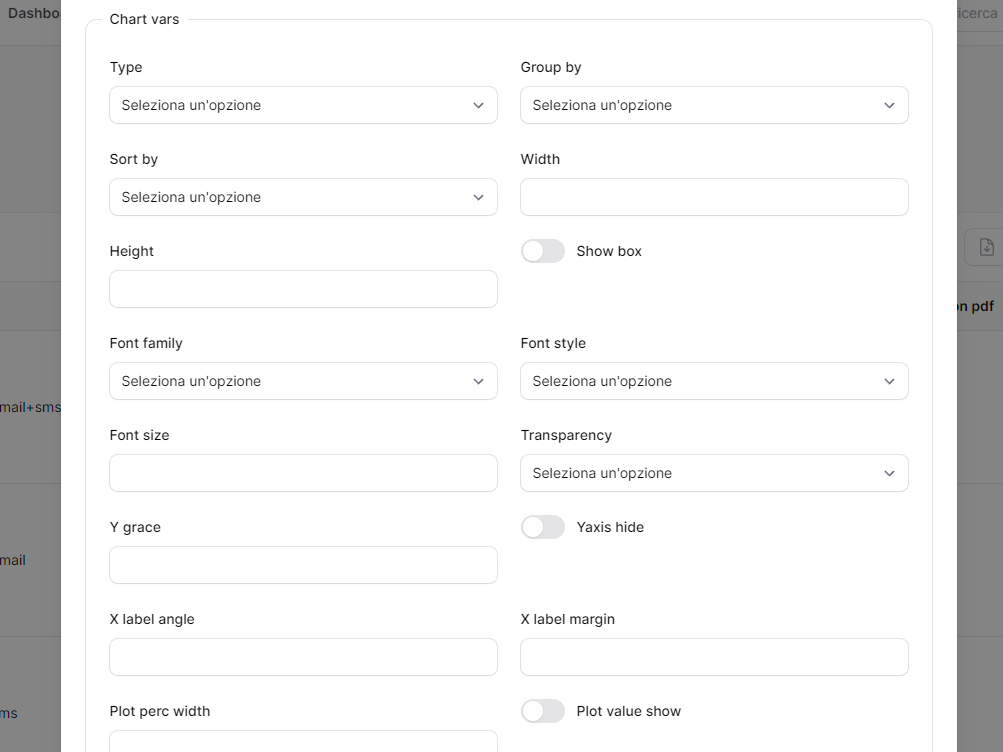 Dashbo
ricerca
Chart vars
Type
Group by
Seleziona un'opzione
Seleziona un'opzione
Sort by
Width
Seleziona un'opzione
Height
Show box
on pdf
Font family
Font style
Seleziona un'opzione
Seleziona un'opzione
mail+sms
Font size
Transparency
Seleziona un'opzione
Y grace
Yaxis hide
mail
X label angle
X label margin
Plot perc width
Plot value show
ms